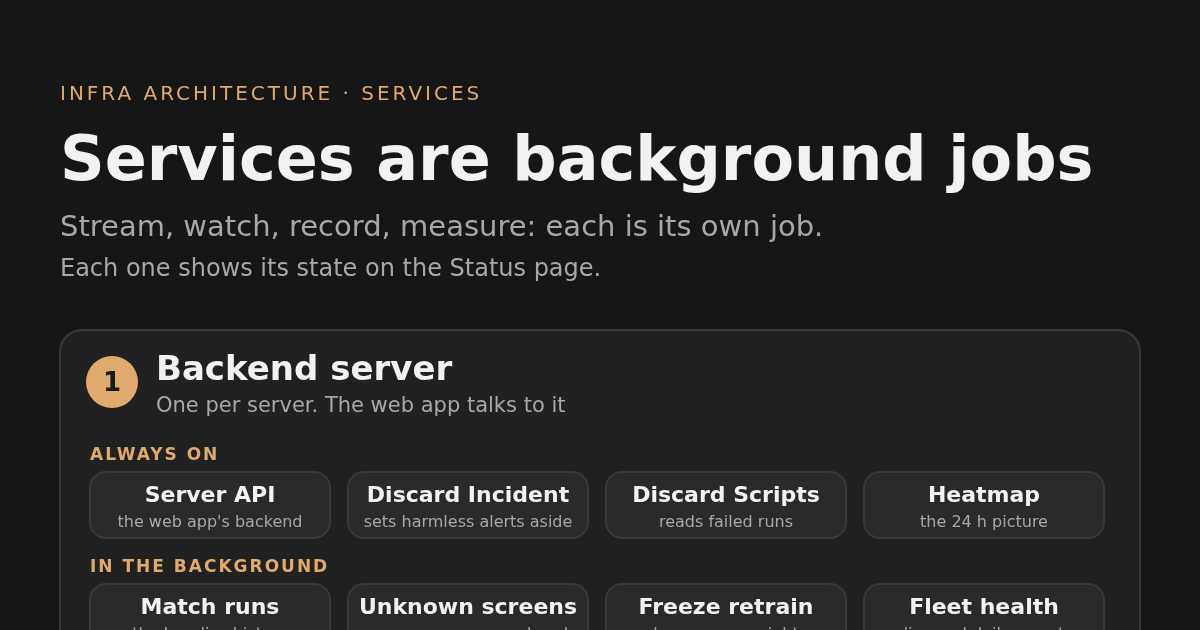 INFRA ARCHITECTURE · SERVICES
Services are background jobs
Stream, watch, record, measure: each is its own job.
Each one shows its state on the Status page.
1
Backend server
One per server. The web app talks to it
ALWAYS ON
Server API
the web app's backend
Discard Incident
sets harmless alerts aside
Discard Scripts
reads failed runs
Heatmap
the 24 h picture
IN THE BACKGROUND
Match runs
Unknown screens
Freeze retrain
Fleet health